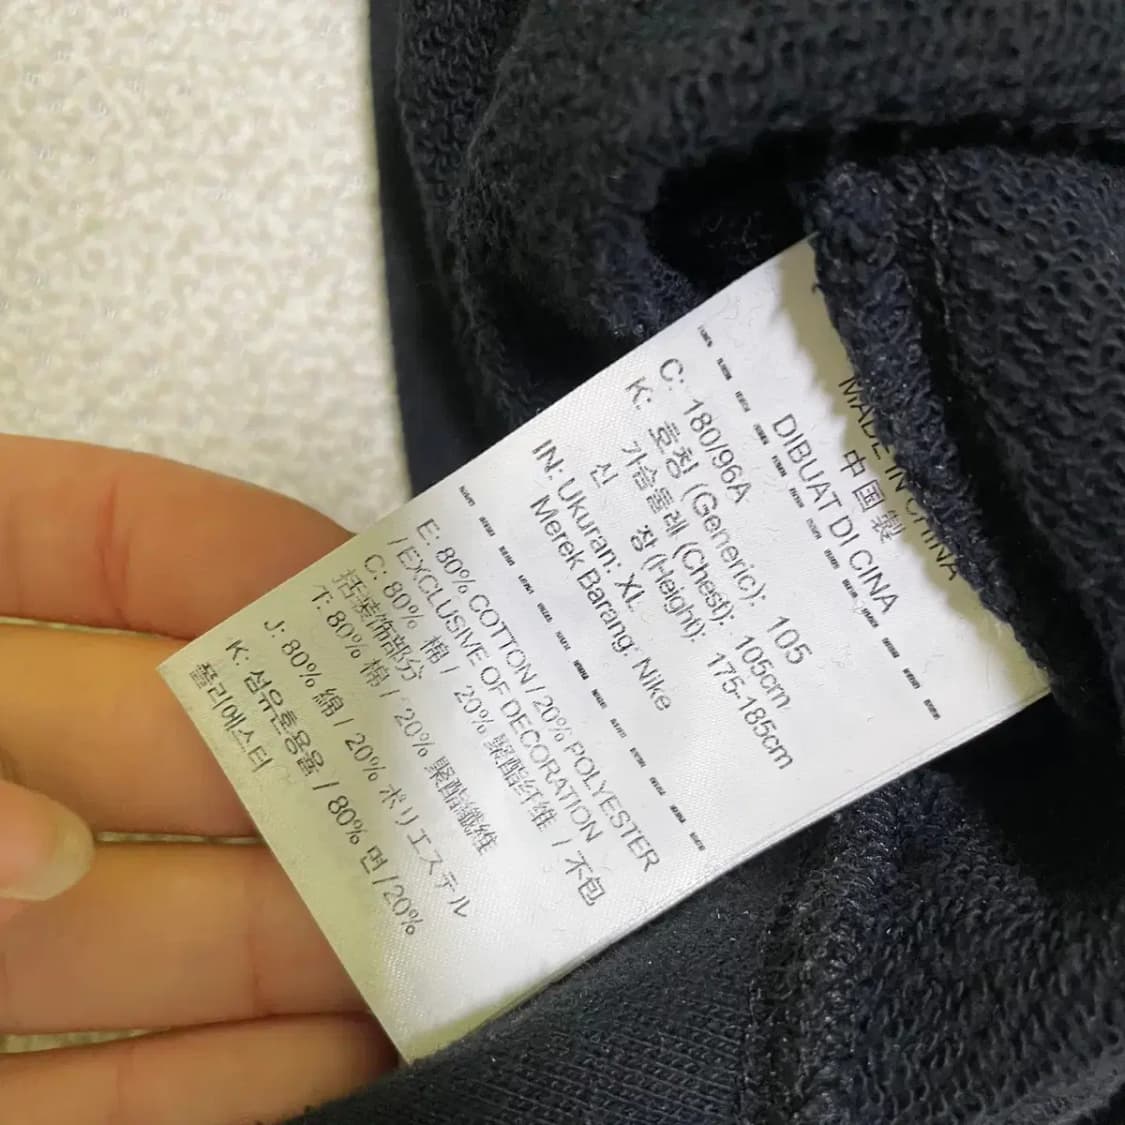 MADE IN CHINA
中国製
DIBUAT DI CINA
C: 180/96A
K: 호칭 (Generic): 105
가슴둘레 (Chest): 105cm
신 장 (Height): 175-185cm
IN: Ukuran: XL
Merek Barang: Nike
E: 80% COTTON / 20% POLYESTER
/ EXCLUSIVE OF DECORATION
C: 80% 棉 / 20% 聚酯纤维 / 不包
括装饰部分
T: 80% 棉 / 20% 聚酯纖維
J: 80% 綿 / 20% ポリエステル
K: 섬유혼용율 / 80% 면 / 20%
폴리에스터